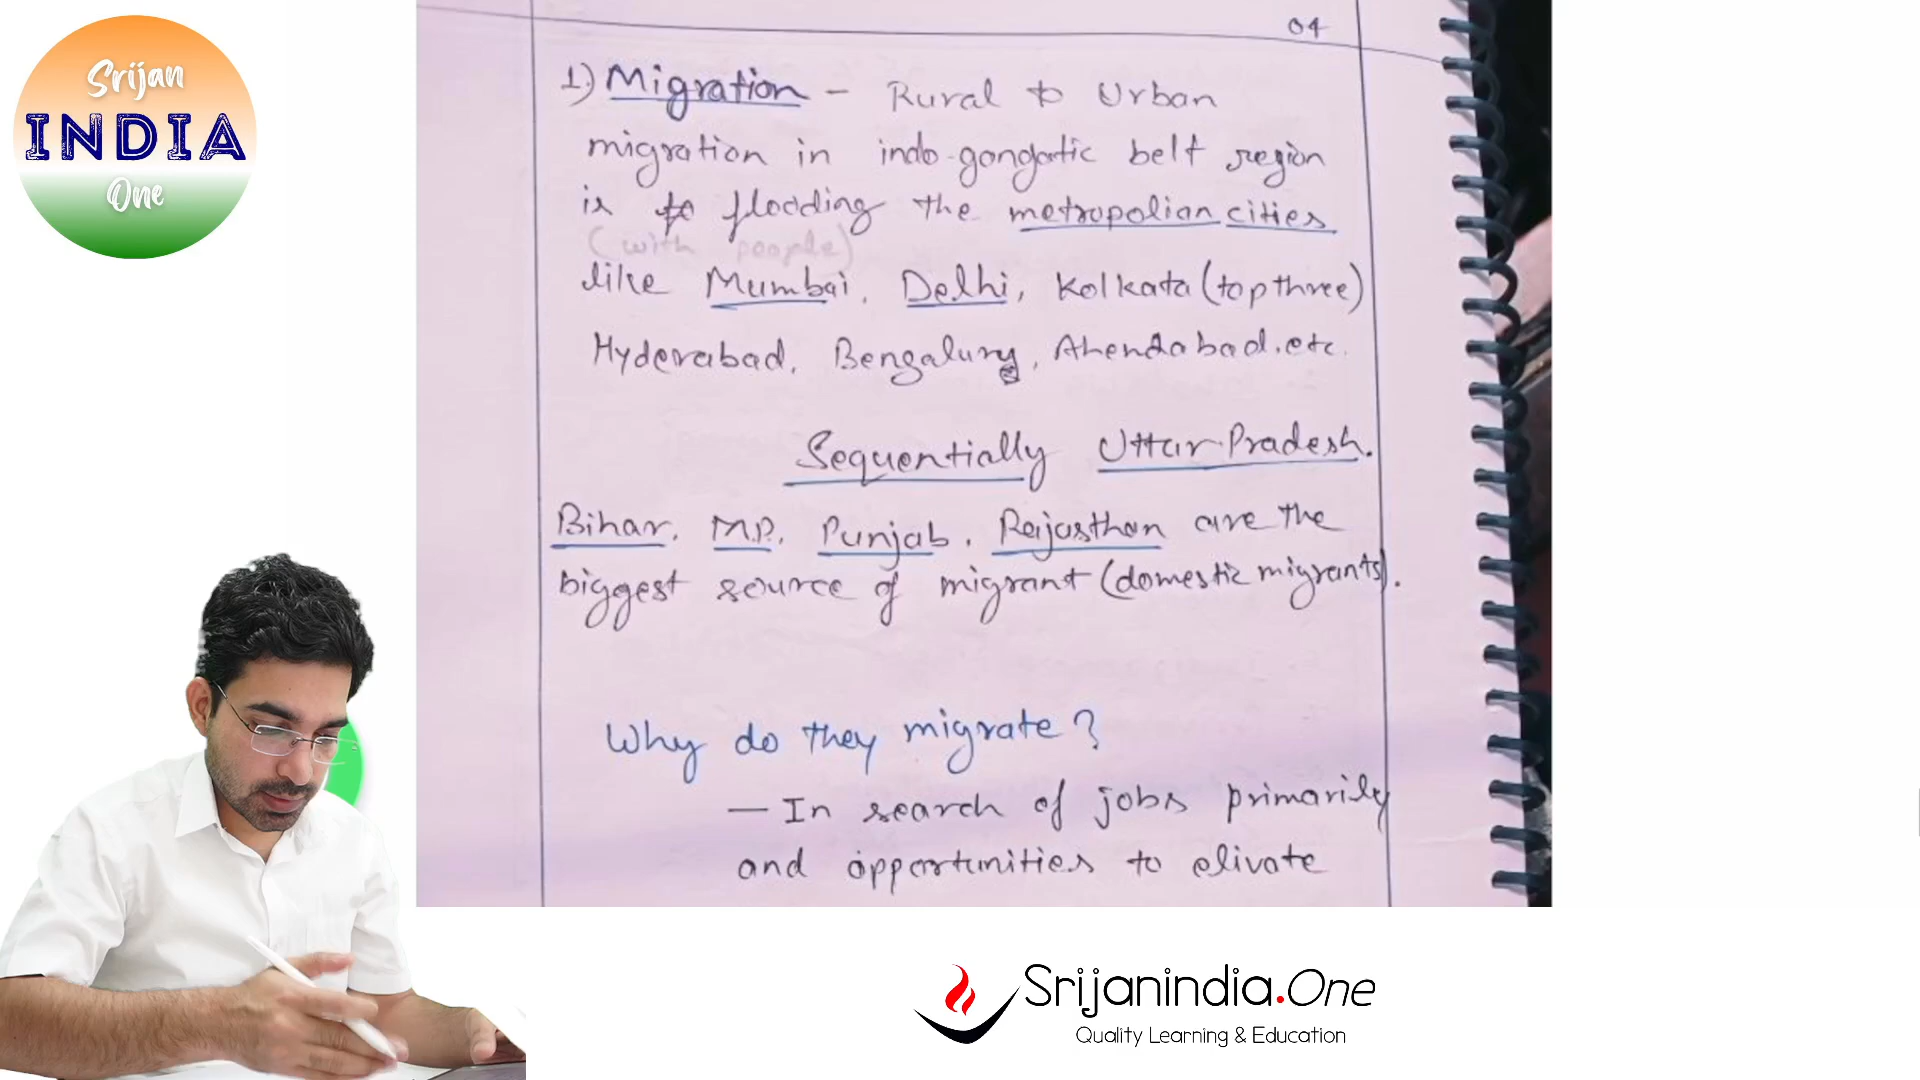 Srijan
INDIA
One
04
1) Migration - Rural to Urban
migration in indo-gangatic belt region
is to flooding the metropolian cities
(with people)
like Mumbai, Delhi, Kolkata (top three)
Hyderabad, Bengalury, Ahendabad.etc.
Sequentially Uttar Pradesh.
Bihar, M.P., Punjab, Rajasthan are the
biggest source of migrant (domestic migrants).
Why do they migrate?
— In search of jobs primarily
and opportunities to elivate
Srijanindia.One
Quality Learning & Education